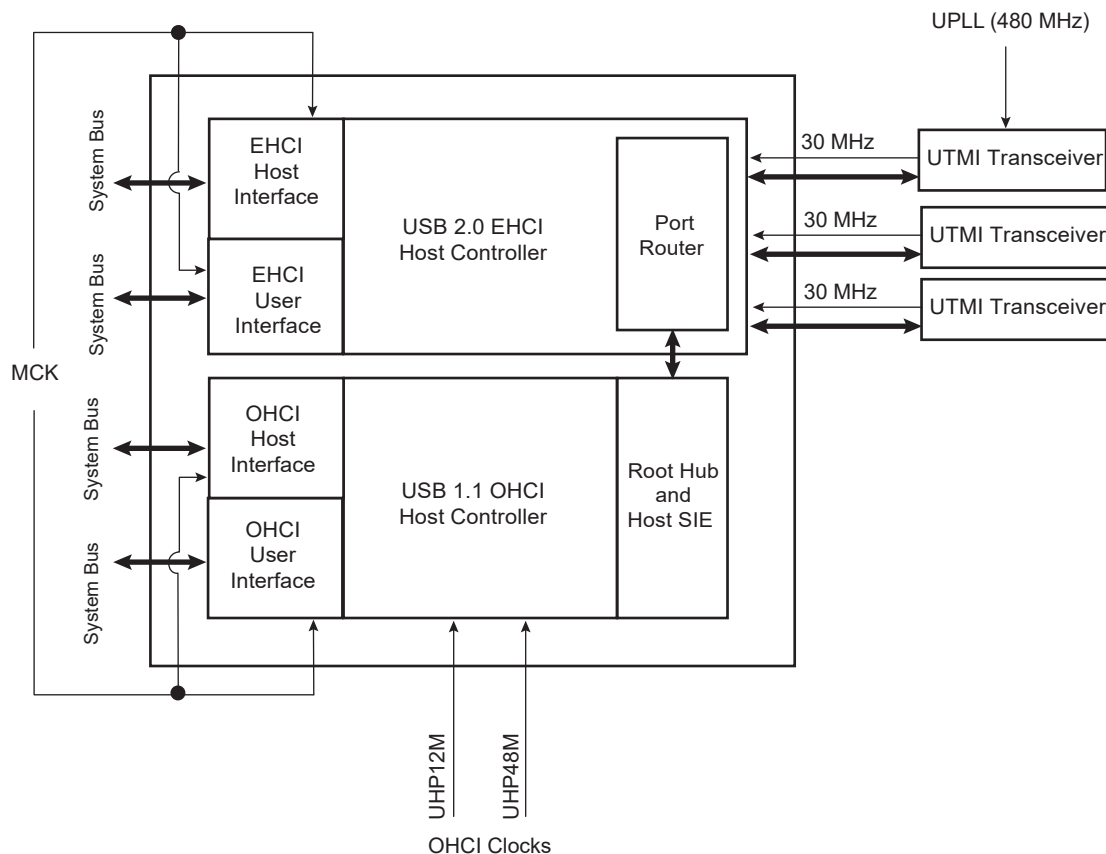 UPLL (480 MHz)
System Bus
EHCI
Host
Interface
USB 2.0 EHCI
Host Controller
Port
Router
30 MHz
UTMI Transceiver
30 MHz
UTMI Transceiver
System Bus
EHCI
User
Interface
30 MHz
UTMI Transceiver
MCK
System Bus
OHCI
Host
Interface
USB 1.1 OHCI
Host Controller
Root Hub
and
Host SIE
System Bus
OHCI
User
Interface
UHP12M
UHP48M
OHCI Clocks